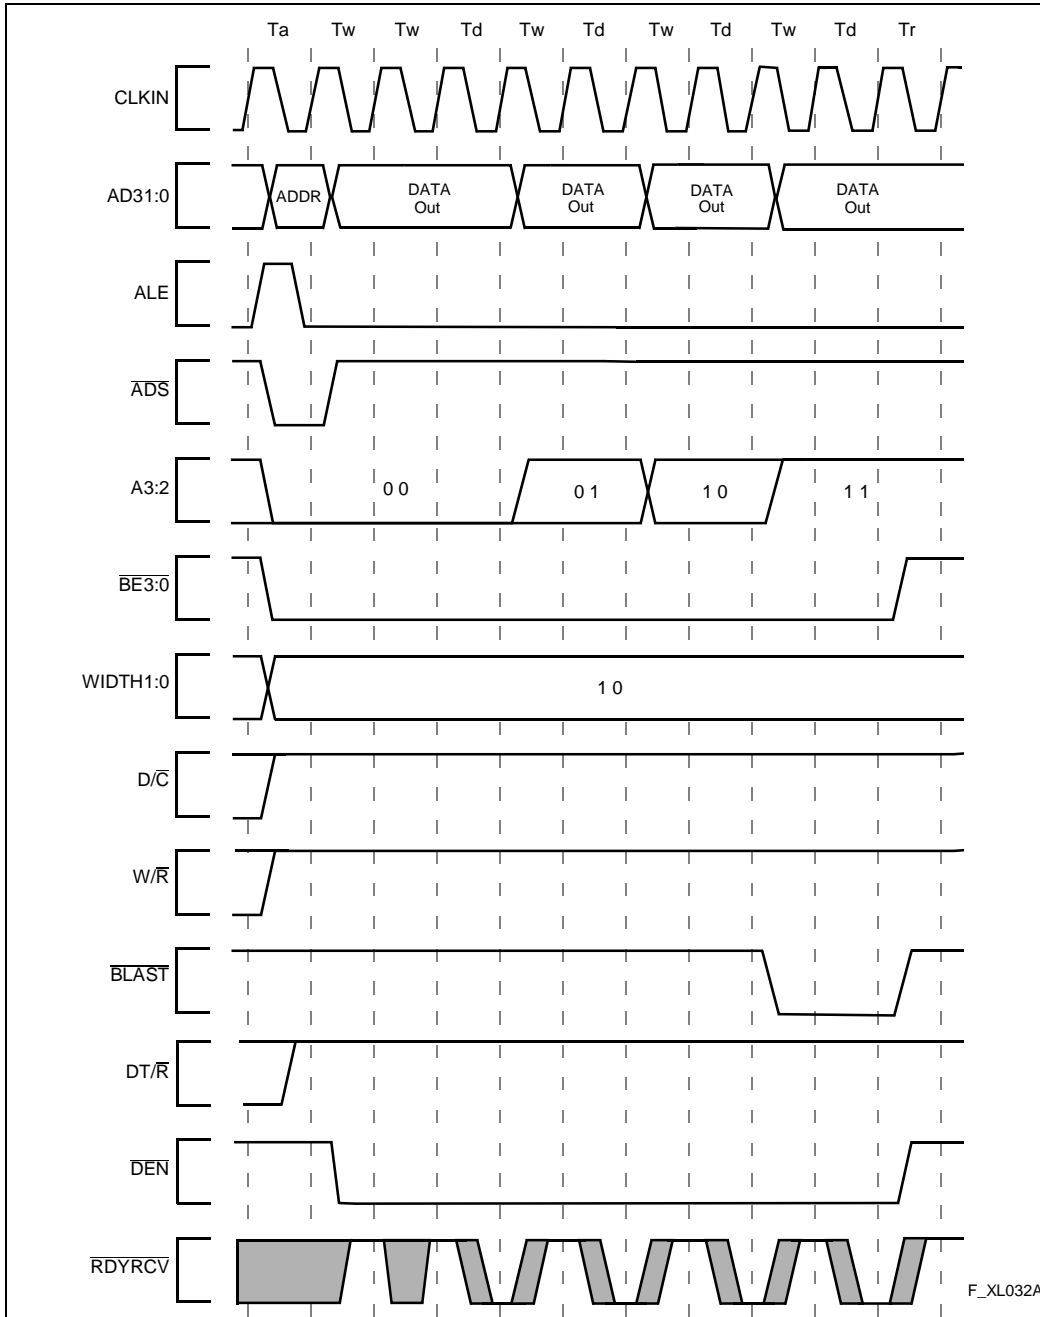 Ta Tw Tw Td Tw Td Tw Td Tw Td Tr
CLKIN
AD31:0
ADDR
DATA
Out
DATA
Out
DATA
Out
DATA
Out
ALE
ADS
A3:2
0 0
0 1
1 0
1 1
BE3:0
WIDTH1:0
1 0
D/C
W/R
BLAST
DT/R
DEN
RDYRCV
F_XL032A